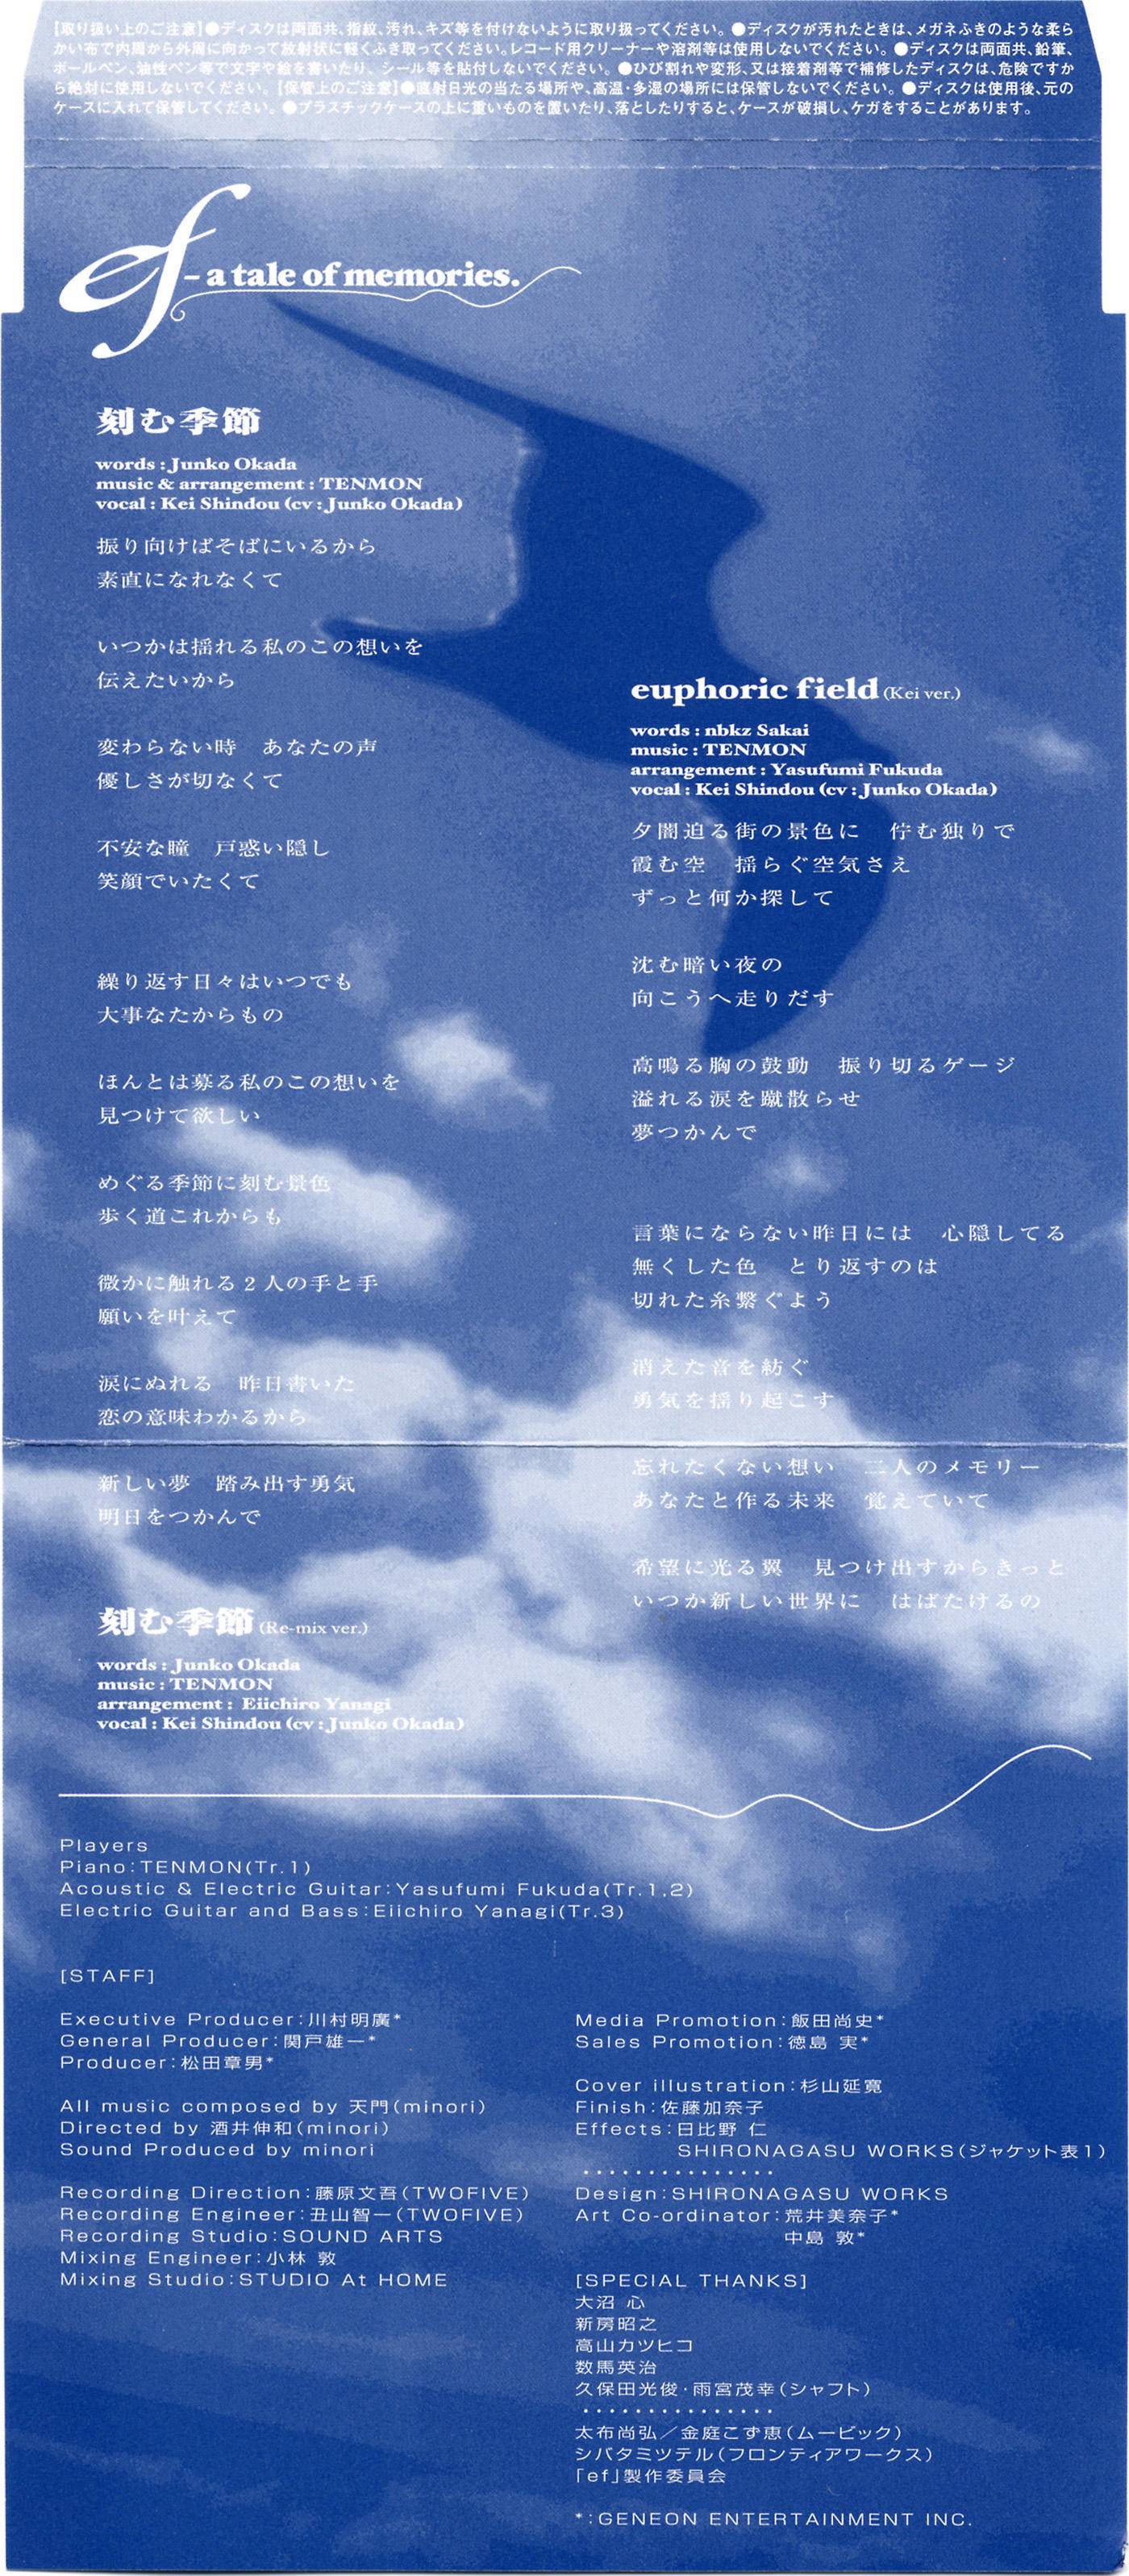 【取り扱い上のご注意】●ディスクは両面共、指紋、汚れ、キズ等を付けないように取り扱ってください。●ディスクが汚れたときは、メガネふきのような柔ら
かい布で内周から外周に向かって放射状に軽くふき取ってください。レコード用クリーナーや溶剤等は使用しないでください。●ディスクは両面共、鉛筆、
ボールペン、油性ペン等で文字や絵を書いたり、シール等を貼付しないでください。●ひび割れや変形、又は接着剤等で補修したディスクは、危険ですか
ら絶対に使用しないでください。【保管上のご注意】●直射日光の当たる場所や、高温・多湿の場所には保管しないでください。●ディスクは使用後、元の
ケースに入れて保管してください。●プラスチックケースの上に重いものを置いたり、落としたりすると、ケースが破損し、ケガをすることがあります。
ef - a tale of memories.
刻む季節
words : Junko Okada
music & arrangement : TENMON
vocal : Kei Shindou (cv : Junko Okada)
振り向けばそばにいるから
素直になれなくて
いつかは揺れる私のこの想いを
伝えたいから
変わらない時　あなたの声
優しさが切なくて
不安な瞳　戸惑い隠し
笑顔でいたくて
繰り返す日々はいつでも
大事なたからもの
ほんとは募る私のこの想いを
見つけて欲しい
めぐる季節に刻む景色
歩く道これからも
微かに触れる2人の手と手
願いを叶えて
涙にぬれる　昨日書いた
恋の意味わかるから
新しい夢　踏み出す勇気
明日をつかんで
刻む季節 (Re-mix ver.)
words : Junko Okada
music : TENMON
arrangement : Eiichiro Yanagi
vocal : Kei Shindou (cv : Junko Okada)
euphoric field (Kei ver.)
words : nbkz Sakai
music : TENMON
arrangement : Yasufumi Fukuda
vocal : Kei Shindou (cv : Junko Okada)
夕闇迫る街の景色に　佇む独りで
霞む空　揺らぐ空気さえ
ずっと何か探して
沈む暗い夜の
向こうへ走りだす
高鳴る胸の鼓動　振り切るゲージ
溢れる涙を蹴散らせ
夢つかんで
言葉にならない昨日には　心隠してる
無くした色　とり返すのは
切れた糸繋ぐよう
消えた音を紡ぐ
勇気を揺り起こす
忘れたくない想い　二人のメモリー
あなたと作る未来　覚えていて
希望に光る翼　見つけ出すからきっと
いつか新しい世界に　はばたけるの
Players
Piano:TENMON(Tr.1)
Acoustic & Electric Guitar:Yasufumi Fukuda(Tr.1,2)
Electric Guitar and Bass:Eiichiro Yanagi(Tr.3)
[STAFF]
Executive Producer:川村明廣*
General Producer:関戸雄一*
Producer:松田章男*
All music composed by 天門(minori)
Directed by 酒井伸和(minori)
Sound Produced by minori
Recording Direction:藤原文吾(TWOFIVE)
Recording Engineer:丑山智一(TWOFIVE)
Recording Studio:SOUND ARTS
Mixing Engineer:小林 敦
Mixing Studio:STUDIO At HOME
Media Promotion:飯田尚史*
Sales Promotion:徳島 実*
Cover illustration:杉山延寛
Finish:佐藤加奈子
Effects:日比野 仁
SHIRONAGASU WORKS(ジャケット表1)
・・・・・・・・・・・・・・・
Design:SHIRONAGASU WORKS
Art Co-ordinator:荒井美奈子*
中島 敦*
[SPECIAL THANKS]
大沼 心
新房昭之
高山カツヒコ
数馬英治
久保田光俊・雨宮茂幸(シャフト)
・・・・・・・・・・・・・・・
太布尚弘／金庭こず恵(ムービック)
シバタミツテル(フロンティアワークス)
「ef」製作委員会
*:GENEON ENTERTAINMENT INC.